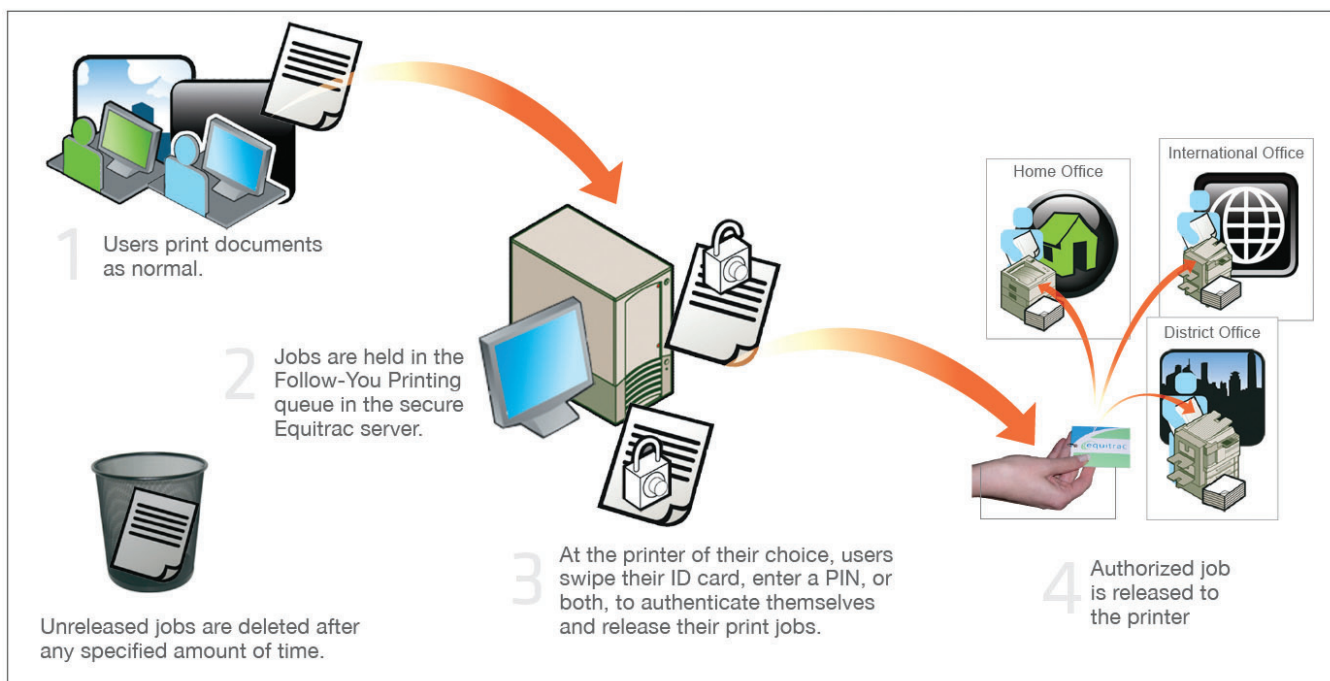 1
Users print documents
as normal.
2
Jobs are held in the
Follow-You Printing
queue in the secure
Equitrac server.
Unreleased jobs are deleted after
any specified amount of time.
3
At the printer of their choice, users
swipe their ID card, enter a PIN, or
both, to authenticate themselves
and release their print jobs.
Home Office
International Office
District Office
equitrac
4
Authorized job
is released to
the printer